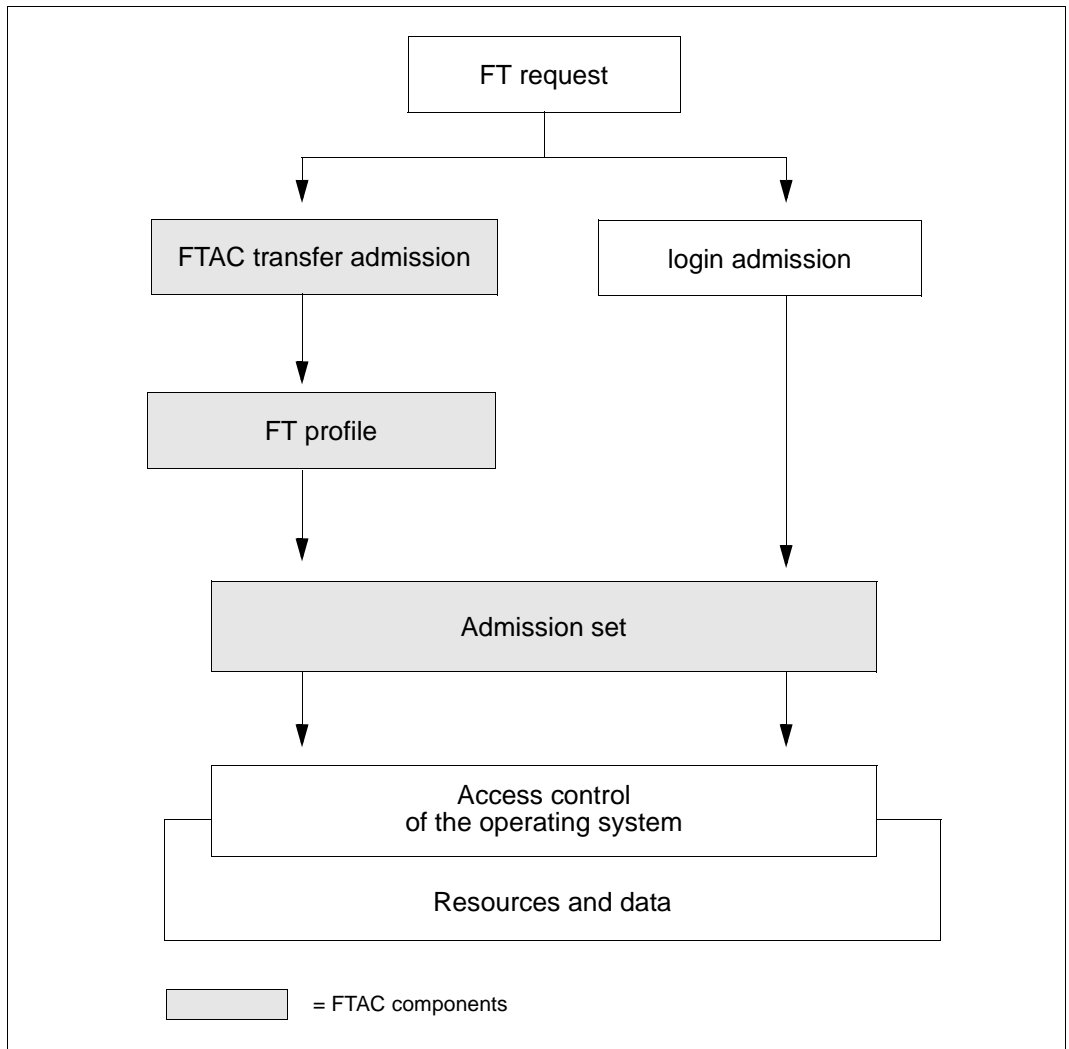 FT request
FTAC transfer admission
login admission
FT profile
Admission set
Access control
of the operating system
Resources and data
= FTAC components